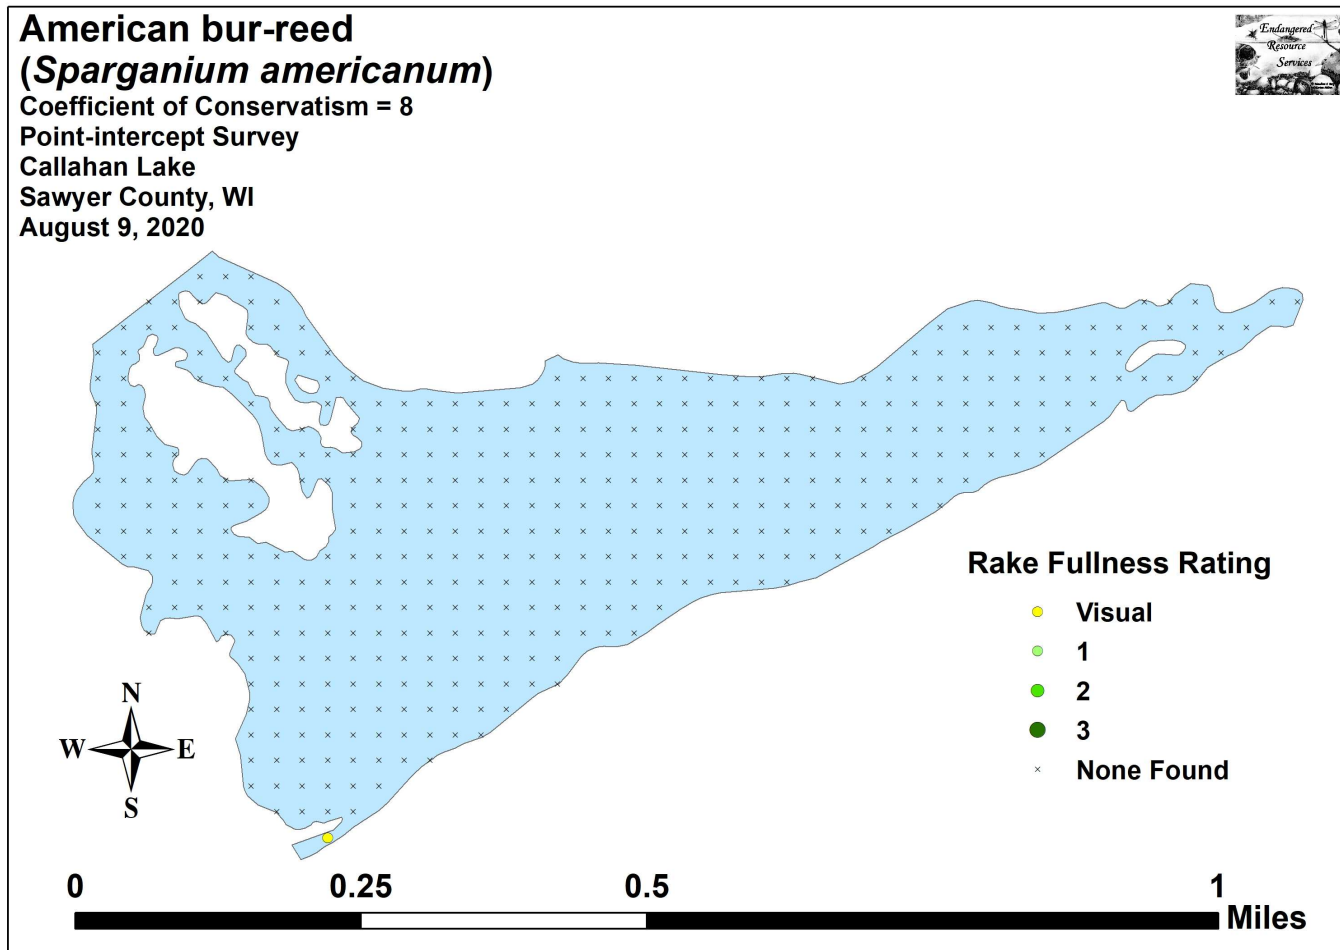 American bur-reed
(Sparganium americanum)
Coefficient of Conservatism = 8
Point-intercept Survey
Callahan Lake
Sawyer County, WI
August 9, 2020
Endangered
Resource
Services
Rake Fullness Rating
Visual
1
2
3
None Found
N
W E
S
0 0.25 0.5 1
Miles